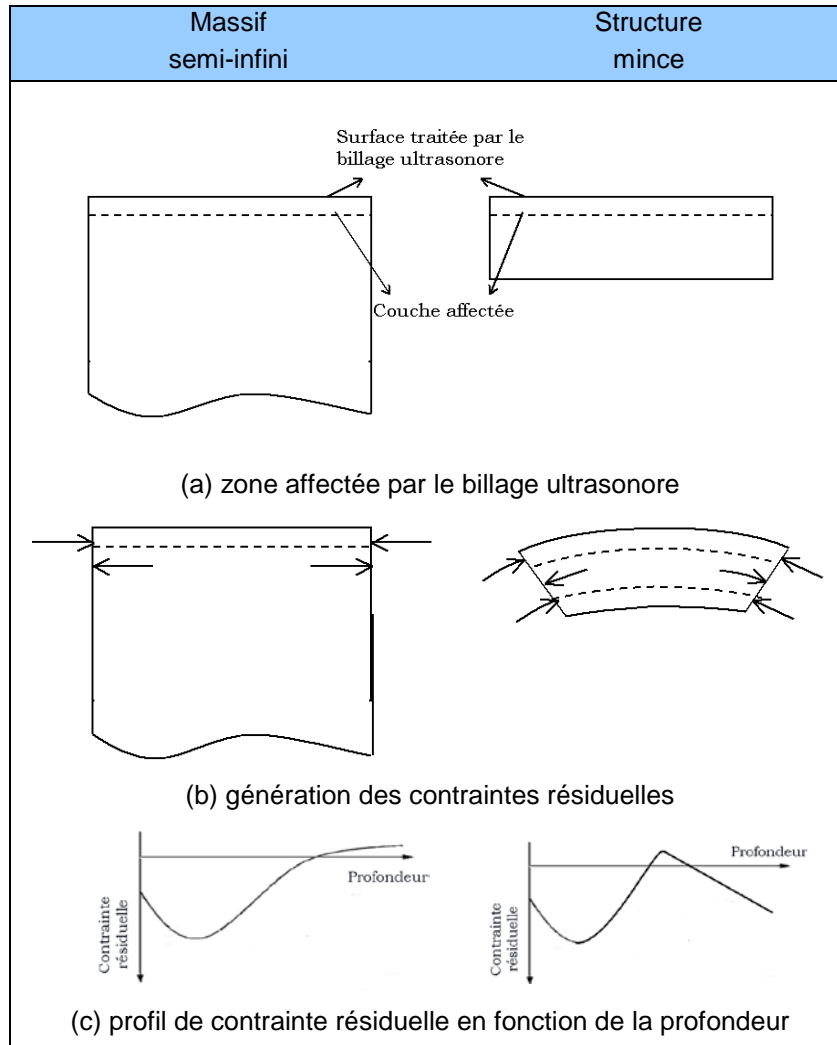 Massif
semi-infini
Structure
mince
Surface traitée par le
billage ultrasonore
Couche affectée
(a) zone affectée par le billage ultrasonore
(b) génération des contraintes résiduelles
Profondeur
Contrainte
résiduelle
Profondeur
Contrainte
résiduelle
(c) profil de contrainte résiduelle en fonction de la profondeur